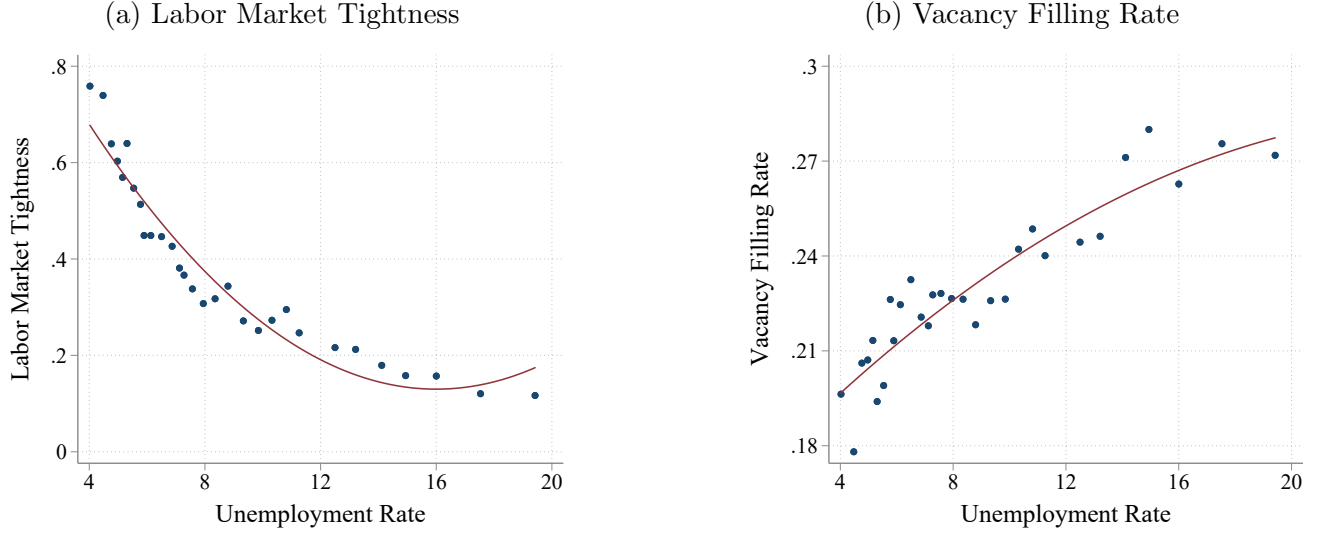 (a) Labor Market Tightness
.8
.6
.4
.2
0
Labor Market Tightness
4 8 12 16 20
Unemployment Rate
(b) Vacancy Filling Rate
.3
.27
.24
.21
.18
Vacancy Filling Rate
4 8 12 16 20
Unemployment Rate